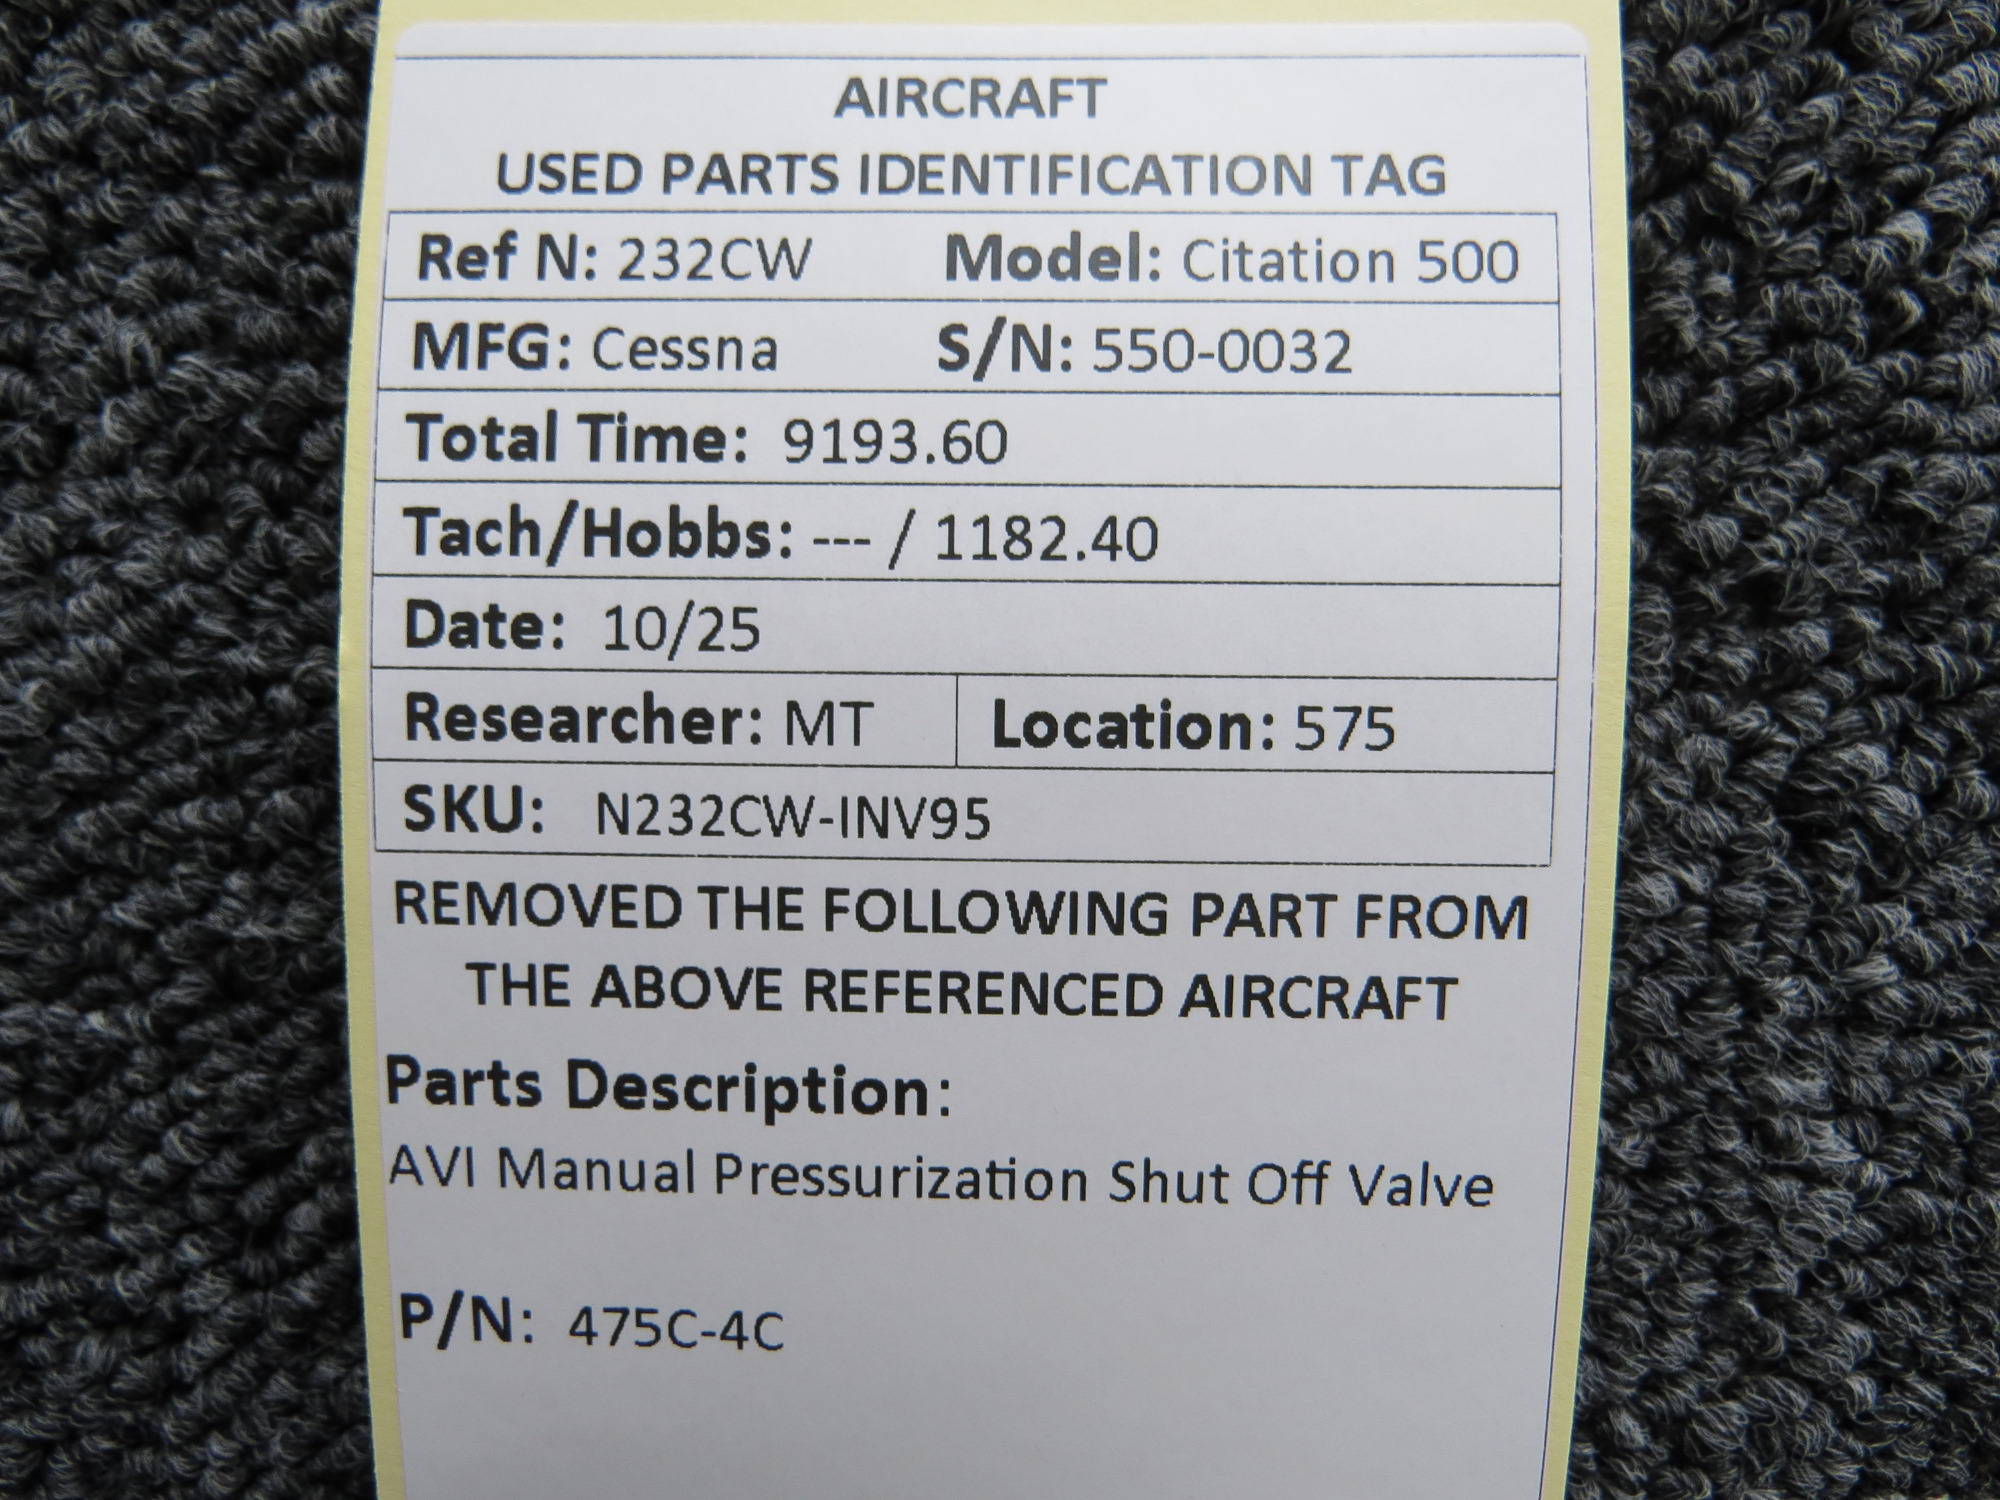 AIRCRAFT
USED PARTS IDENTIFICATION TAG
Ref N: 232CW Model: Citation 500
MFG: Cessna S/N: 550-0032
Total Time: 9193.60
Tach/Hobbs: --- / 1182.40
Date: 10/25
Researcher: MT Location: 575
SKU: N232CW-INV95
REMOVED THE FOLLOWING PART FROM
THE ABOVE REFERENCED AIRCRAFT
Parts Description:
AVI Manual Pressurization Shut Off Valve
P/N: 475C-4C